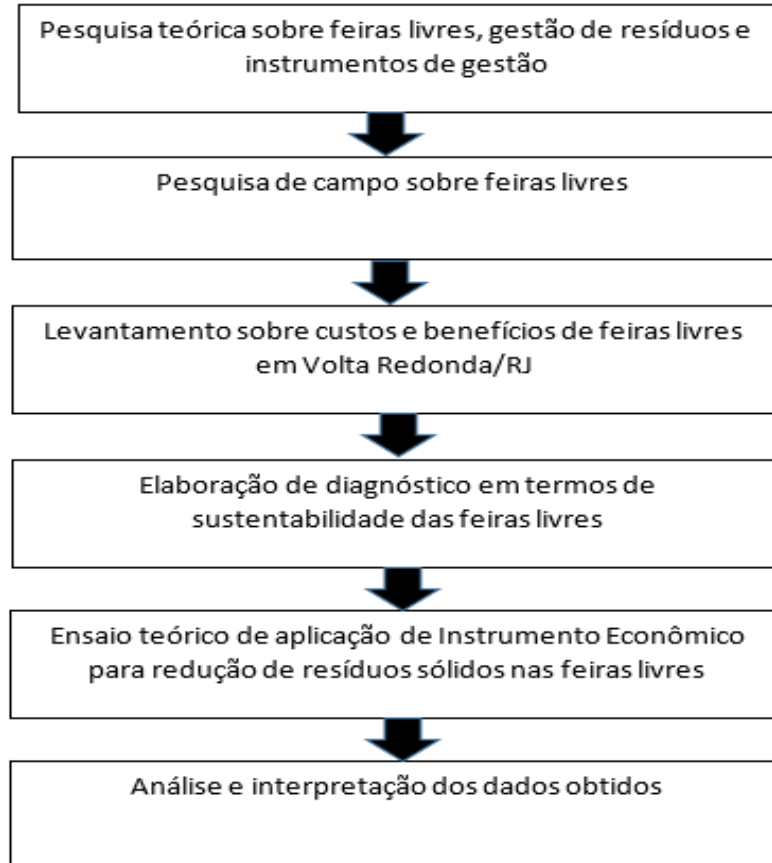 Pesquisa teórica sobre feiras livres, gestão de resíduos e
instrumentos de gestão
Pesquisa de campo sobre feiras livres
Levantamento sobre custos e benefícios de feiras livres
em Volta Redonda/RJ
Elaboração de diagnóstico em termos de
sustentabilidade das feiras livres
Ensaio teórico de aplicação de Instrumento Econômico
para redução de resíduos sólidos nas feiras livres
Análise e interpretação dos dados obtidos